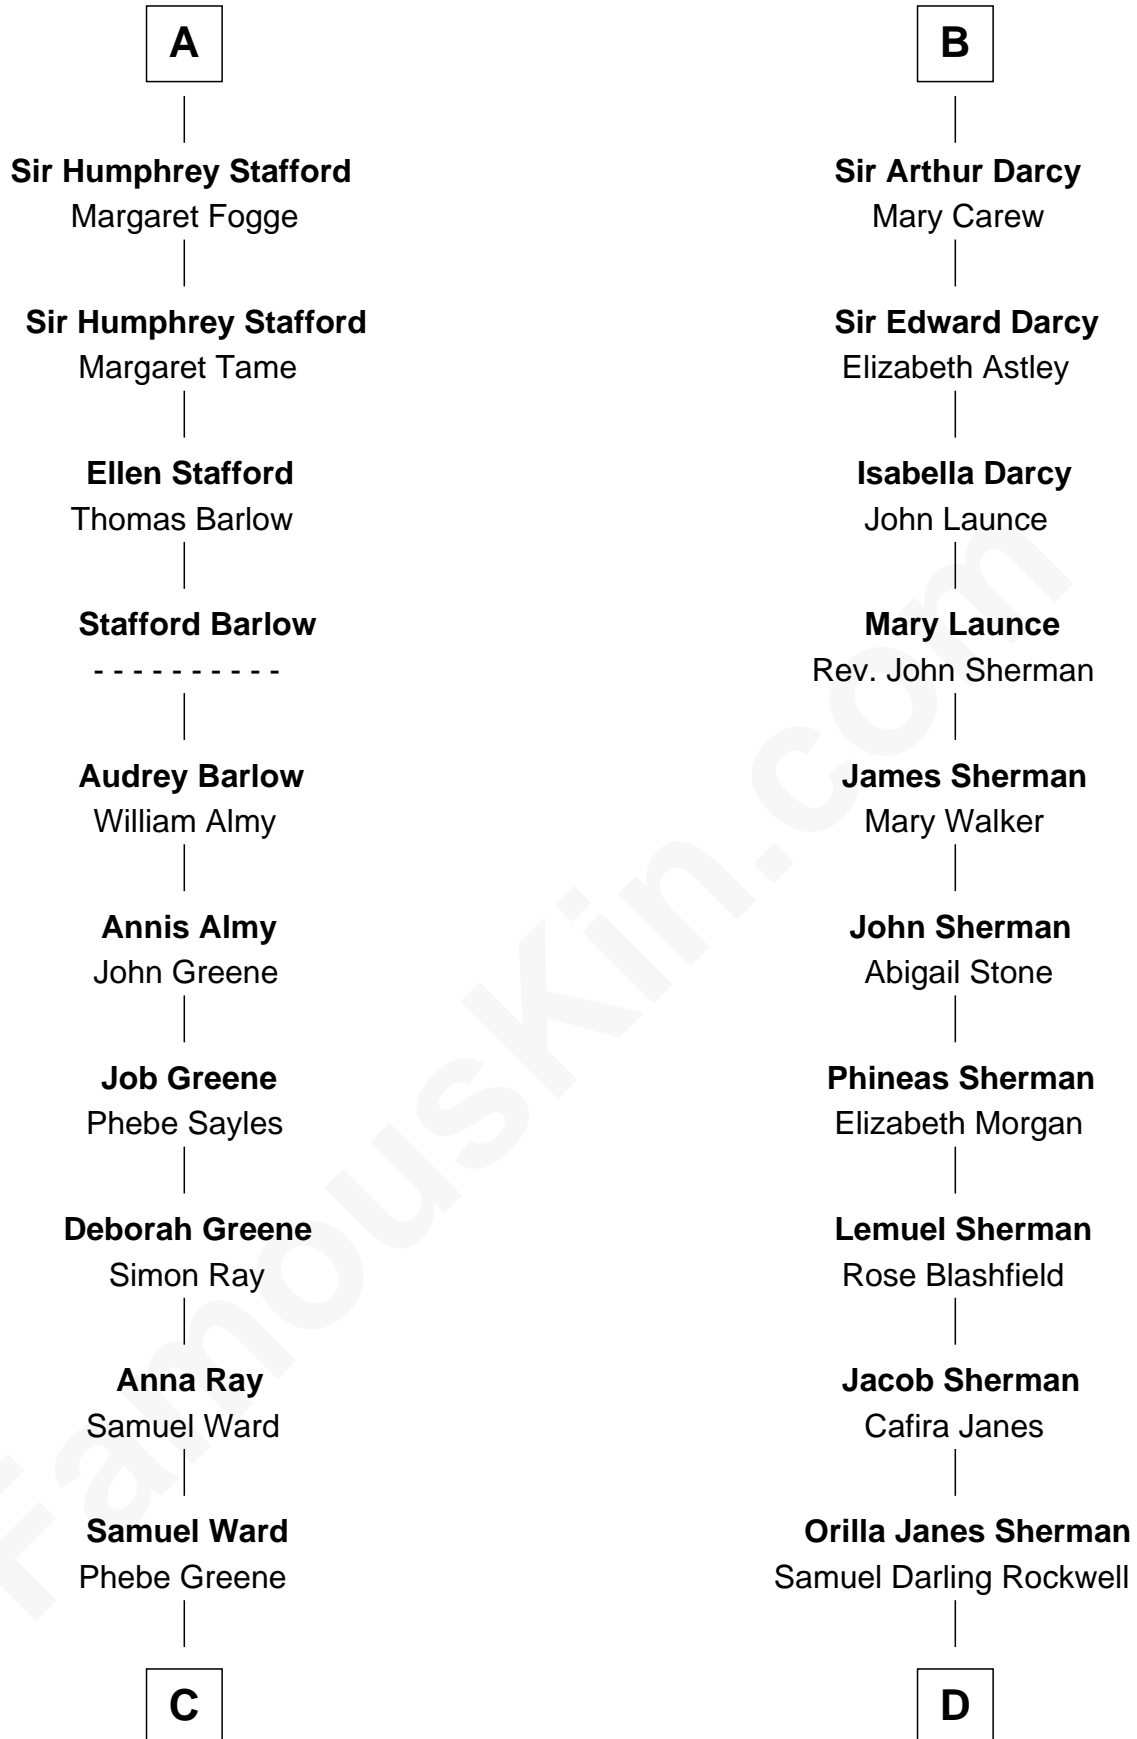 A
Sir Humphrey Stafford
Margaret Fogge
Sir Humphrey Stafford
Margaret Tame
Ellen Stafford
Thomas Barlow
Stafford Barlow
- - - - - - - - - -
Audrey Barlow
William Almy
Annis Almy
John Greene
Job Greene
Phebe Sayles
Deborah Greene
Simon Ray
Anna Ray
Samuel Ward
Samuel Ward
Phebe Greene
C
B
Sir Arthur Darcy
Mary Carew
Sir Edward Darcy
Elizabeth Astley
Isabella Darcy
John Launce
Mary Launce
Rev. John Sherman
James Sherman
Mary Walker
John Sherman
Abigail Stone
Phineas Sherman
Elizabeth Morgan
Lemuel Sherman
Rose Blashfield
Jacob Sherman
Cafira Janes
Orilla Janes Sherman
Samuel Darling Rockwell
D
FamousKin.com